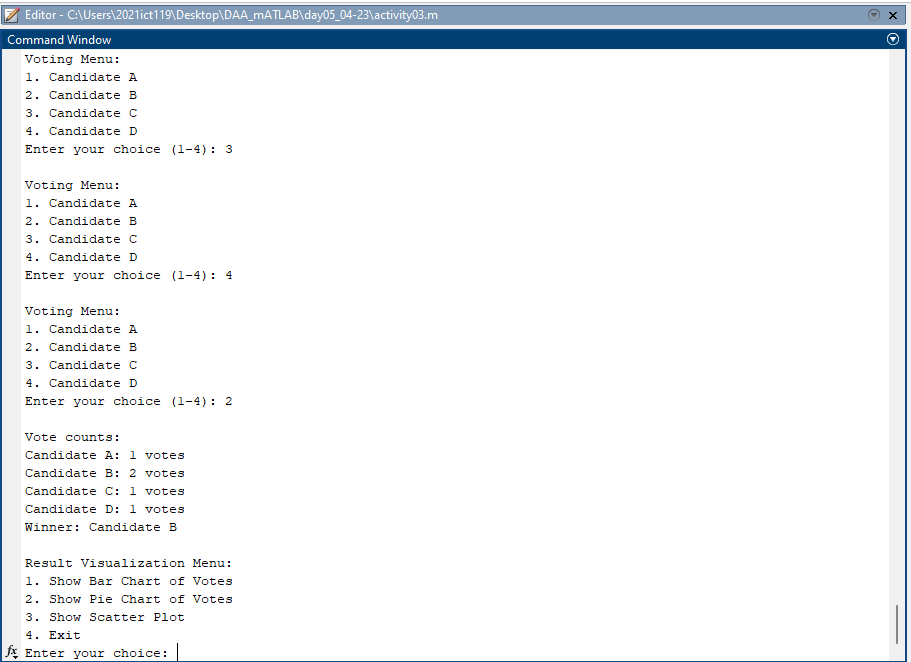 Editor - C:\Users\2021ict119\Desktop\DAA_mATLAB\day05_04-23\activity03.m
Command Window
Voting Menu:
1. Candidate A
2. Candidate B
3. Candidate C
4. Candidate D
Enter your choice (1-4): 3
Voting Menu:
1. Candidate A
2. Candidate B
3. Candidate C
4. Candidate D
Enter your choice (1-4): 4
Voting Menu:
1. Candidate A
2. Candidate B
3. Candidate C
4. Candidate D
Enter your choice (1-4): 2
Vote counts:
Candidate A: 1 votes
Candidate B: 2 votes
Candidate C: 1 votes
Candidate D: 1 votes
Winner: Candidate B
Result Visualization Menu:
1. Show Bar Chart of Votes
2. Show Pie Chart of Votes
3. Show Scatter Plot
4. Exit
fx Enter your choice: